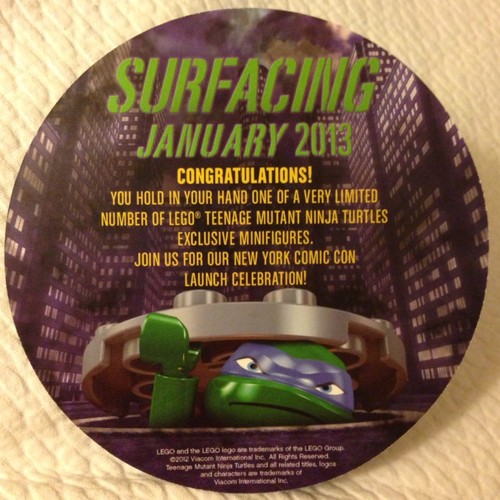 SURFACING
JANUARY 2013
CONGRATULATIONS!
YOU HOLD IN YOUR HAND ONE OF A VERY LIMITED
NUMBER OF LEGO® TEENAGE MUTANT NINJA TURTLES
EXCLUSIVE MINIFIGURES.
JOIN US FOR OUR NEW YORK COMIC CON
LAUNCH CELEBRATION!
LEGO and the LEGO logo are trademarks of the LEGO Group.
©2012 Viacom International Inc. All Rights Reserved.
Teenage Mutant Ninja Turtles and all related titles, logos
and characters are trademarks of
Viacom International Inc.